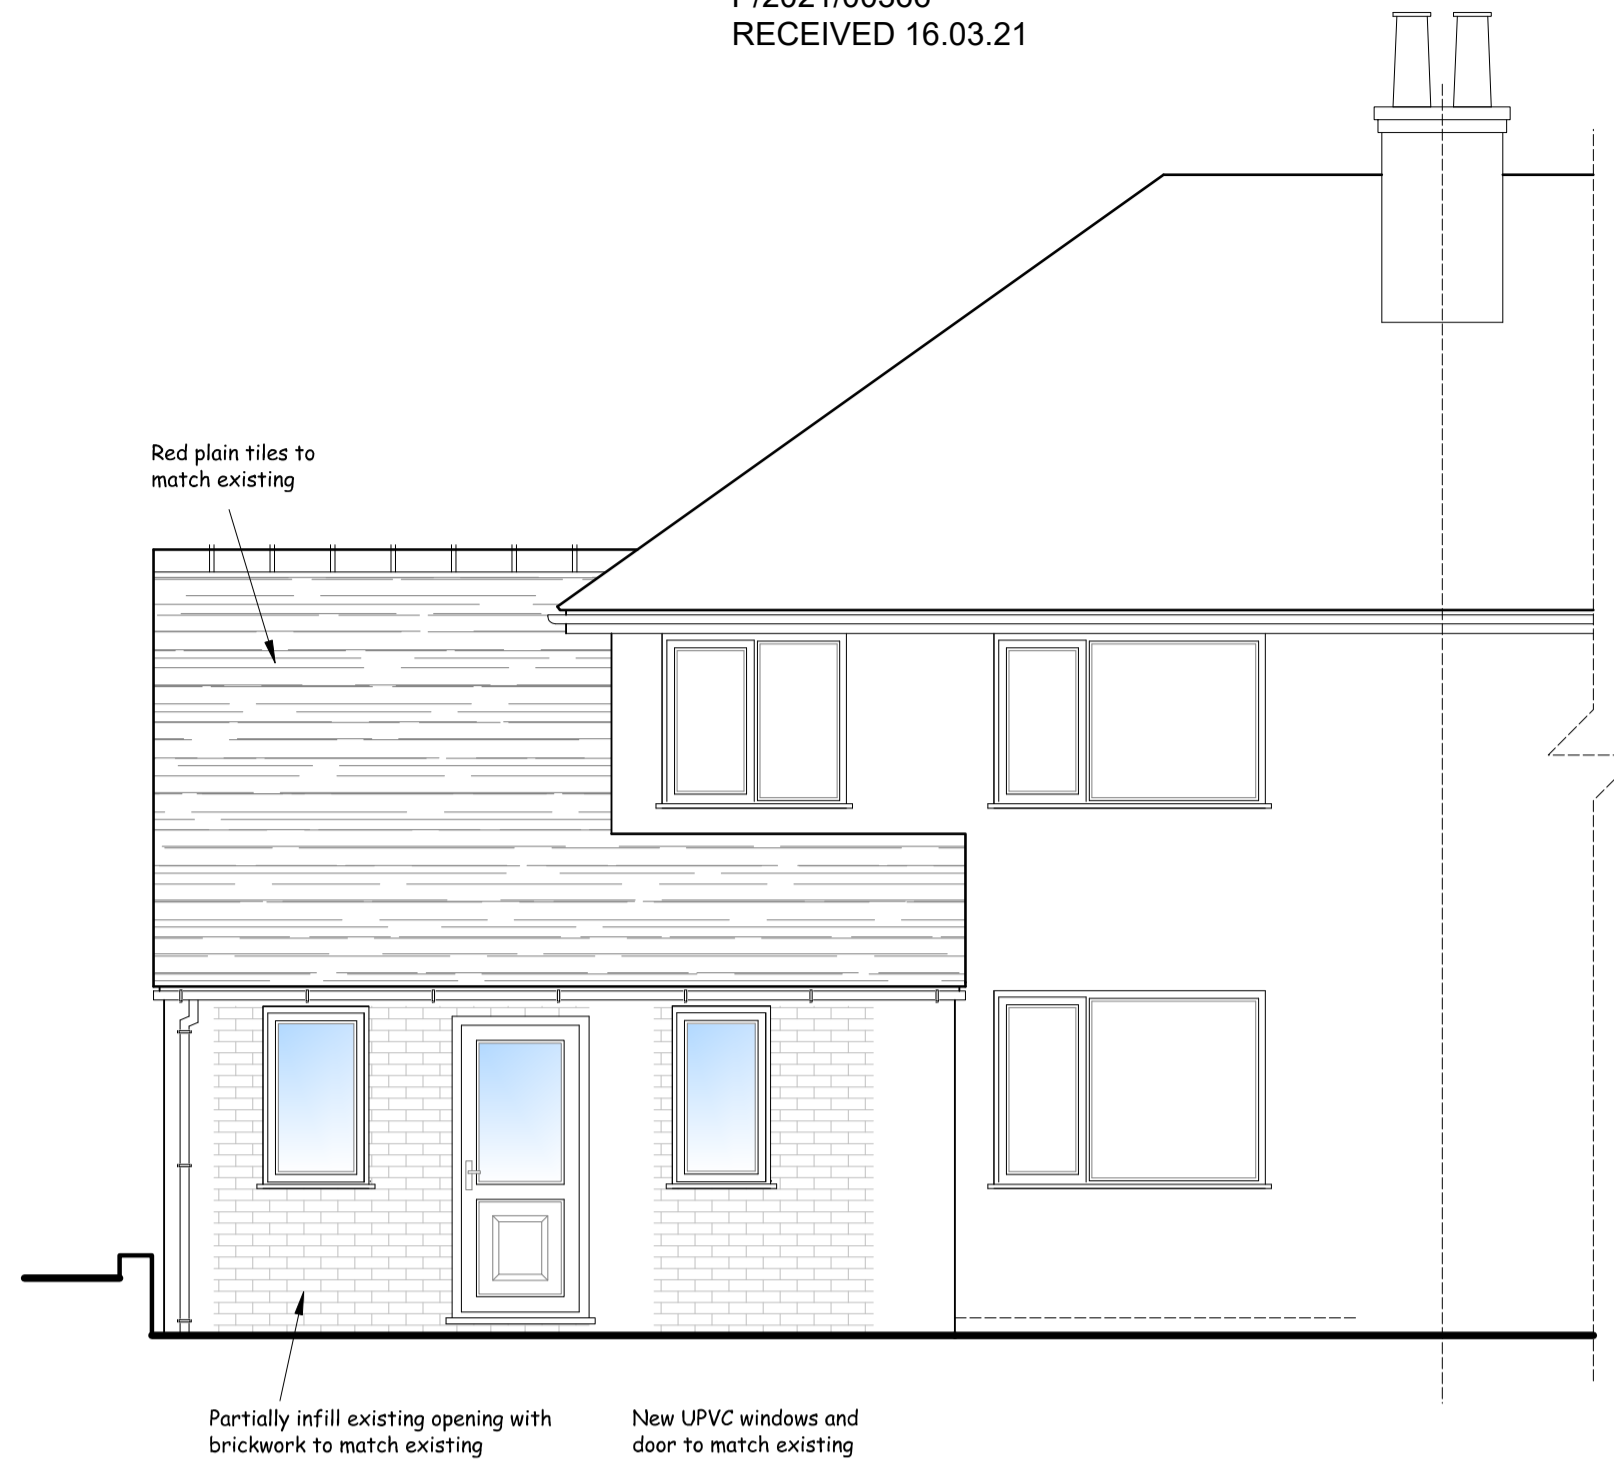 RECEIVED 16.03.21
Red plain tiles to
match existing
Partially infill existing opening with
brickwork to match existing
New UPVC windows and
door to match existing